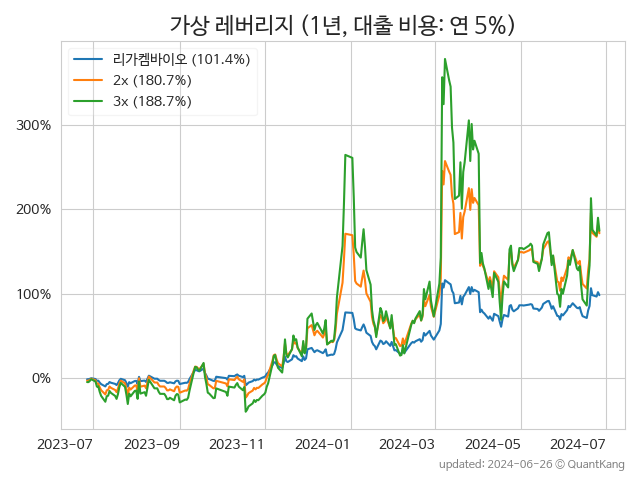 가상 레버리지 (1년, 대출 비용: 연 5%)
리가켐바이오 (101.4%)
2x (180.7%)
3x (188.7%)
300%
200%
100%
0%
2023-07 2023-09 2023-11 2024-01 2024-03 2024-05 2024-07
updated: 2024-06-26 © QuantKang